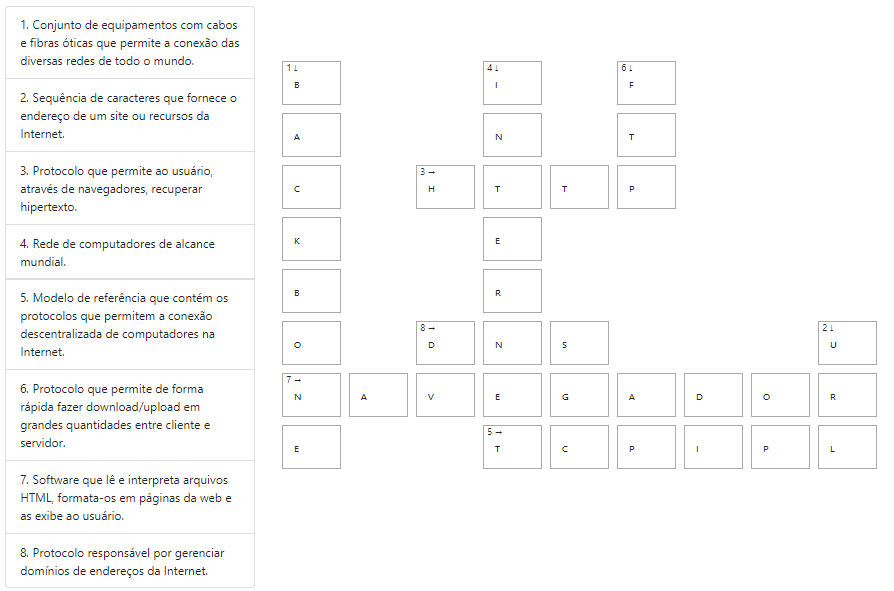 1. Conjunto de equipamentos com cabos
e fibras óticas que permite a conexão das
diversas redes de todo o mundo.
2. Sequência de caracteres que fornece o
endereço de um site ou recursos da
Internet.
3. Protocolo que permite ao usuário,
através de navegadores, recuperar
hipertexto.
4. Rede de computadores de alcance
mundial.
5. Modelo de referência que contém os
protocolos que permitem a conexão
descentralizada de computadores na
Internet.
6. Protocolo que permite de forma
rápida fazer download/upload em
grandes quantidades entre cliente e
servidor.
7. Software que lê e interpreta arquivos
HTML, formata-os em páginas da web e
as exibe ao usuário.
8. Protocolo responsável por gerenciar
domínios de endereços da Internet.
1 ↓ 4 ↓ 6 ↓
B I F
A N T
3 →
C H T T P
K E
B R
8 → 2 ↓
O D N S U
7 →
N A V E G A D O R
5 →
E T C P I P L